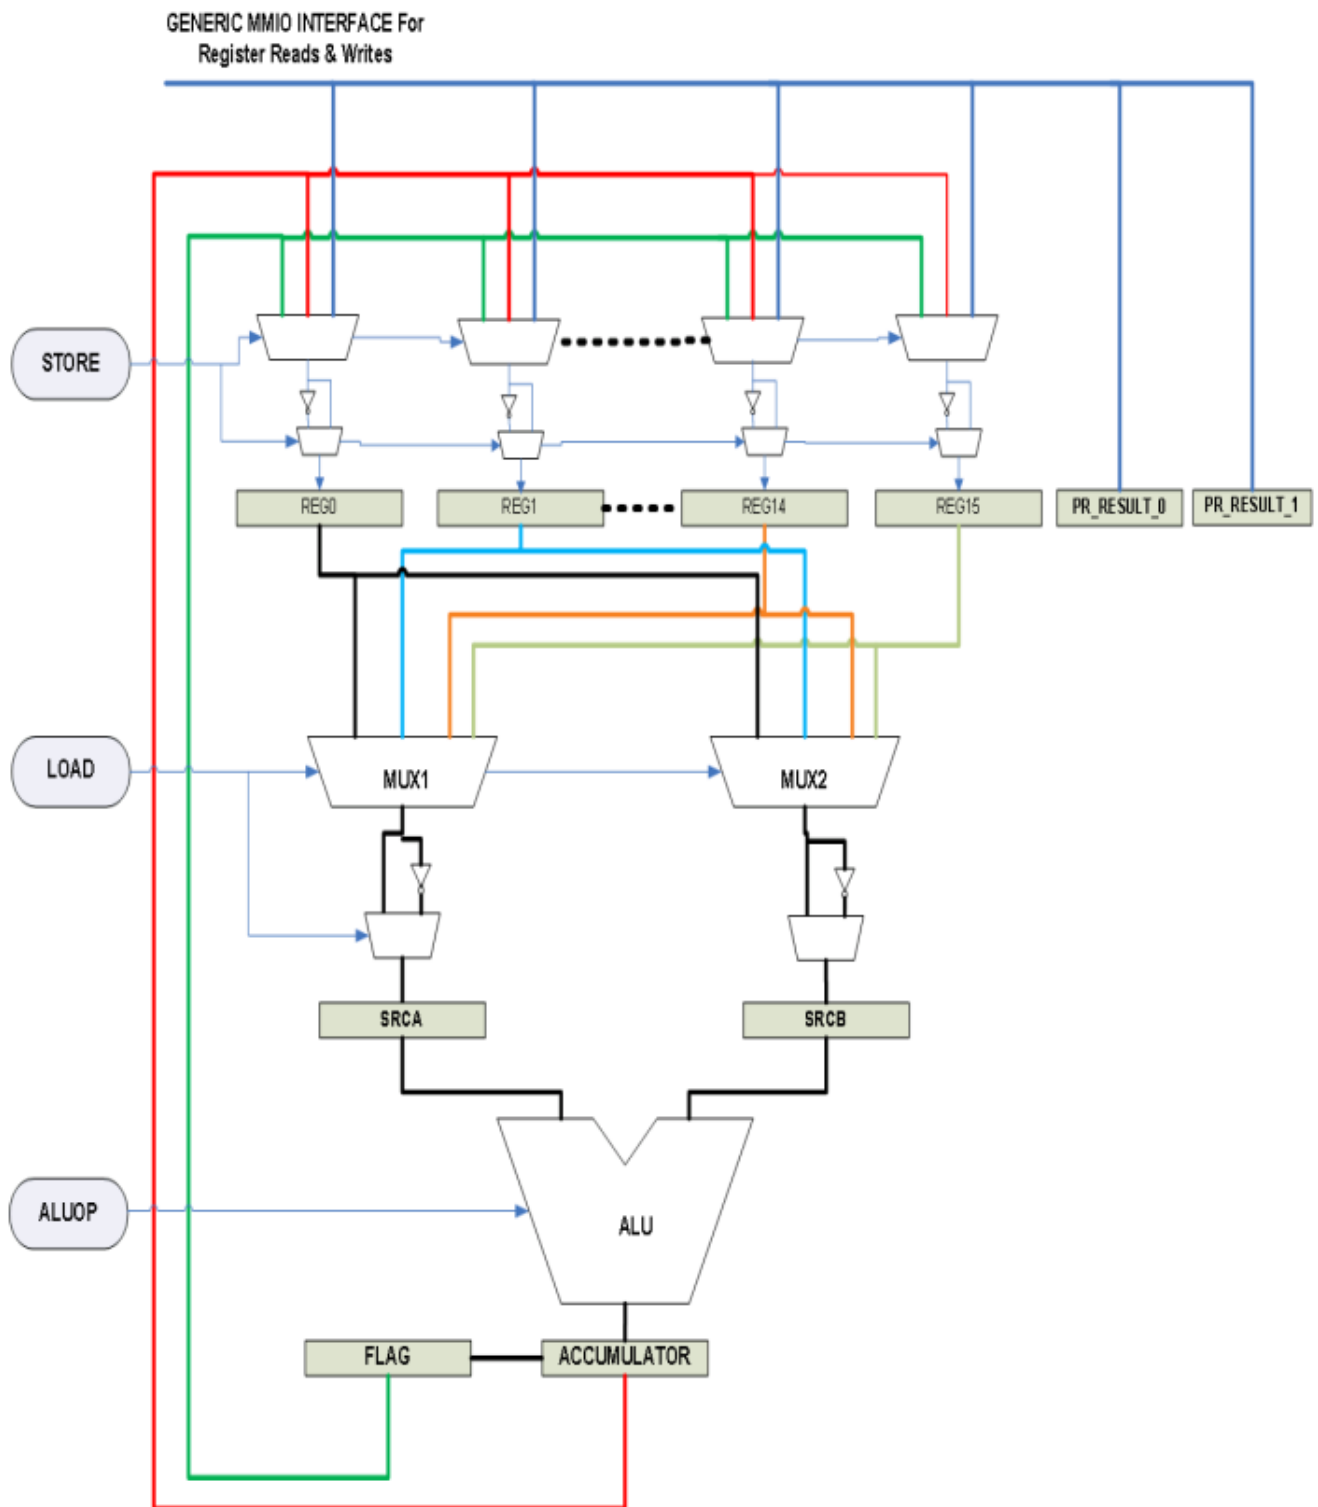 GENERIC MMIO INTERFACE For
Register Reads & Writes
STORE
REG0
REG1
REG14
REG15
PR_RESULT_0
PR_RESULT_1
LOAD
MUX1
MUX2
SRCA
SRCB
ALUOP
ALU
FLAG
ACCUMULATOR